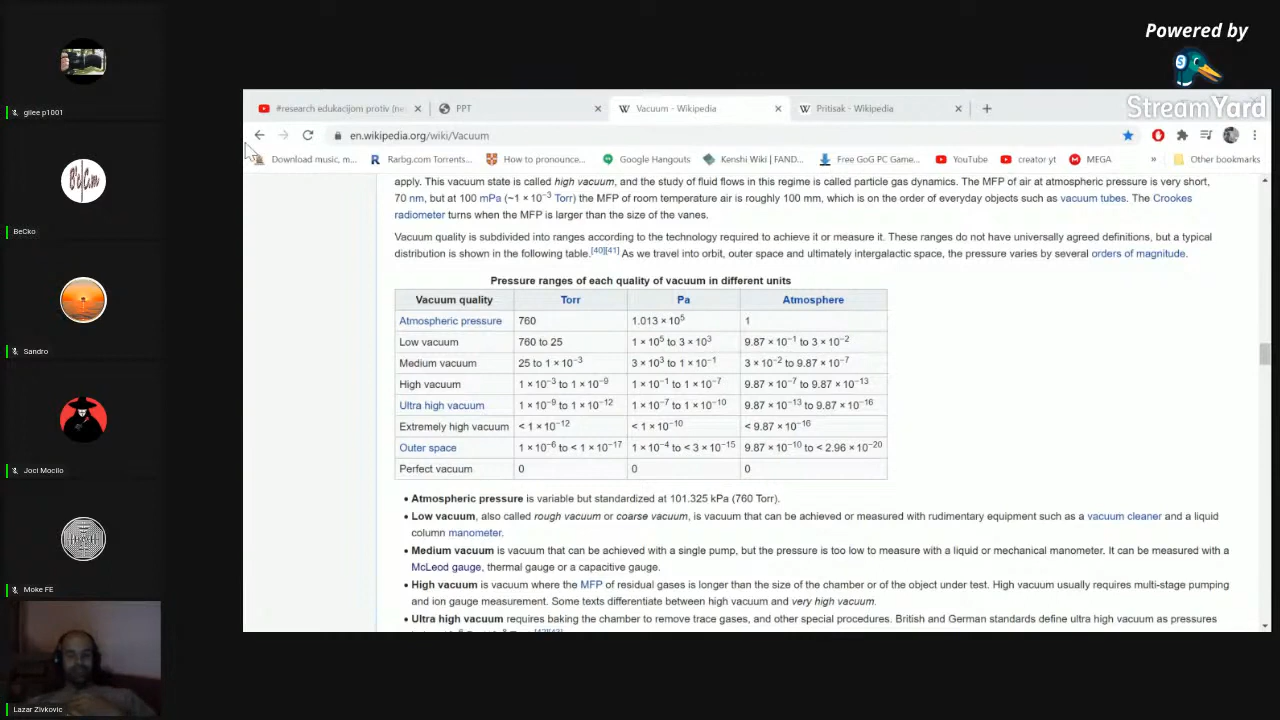 Powered by
S
StreamYard
gilee p1001
BeCko
Sandro
Joci Mocilo
Moke FE
Lazar Zivkovic
#research edukacijom protiv (ne
PPT
Vacuum - Wikipedia
Pritisak - Wikipedia
en.wikipedia.org/wiki/Vacuum
Download music, m...
Rarbg.com Torrents...
How to pronounce...
Google Hangouts
Kenshi Wiki | FAND...
Free GoG PC Game...
YouTube
creator yt
MEGA
»
Other bookmarks
apply. This vacuum state is called high vacuum, and the study of fluid flows in this regime is called particle gas dynamics. The MFP of air at atmospheric pressure is very short,
70 nm, but at 100 mPa (~1 × 10⁻³ Torr) the MFP of room temperature air is roughly 100 mm, which is on the order of everyday objects such as vacuum tubes. The Crookes
radiometer turns when the MFP is larger than the size of the vanes.
Vacuum quality is subdivided into ranges according to the technology required to achieve it or measure it. These ranges do not have universally agreed definitions, but a typical
distribution is shown in the following table.[40][41] As we travel into orbit, outer space and ultimately intergalactic space, the pressure varies by several orders of magnitude.
Pressure ranges of each quality of vacuum in different units
Vacuum quality Torr Pa Atmosphere
Atmospheric pressure 760 1.013 × 10⁵ 1
Low vacuum 760 to 25 1 × 10⁵ to 3 × 10³ 9.87 × 10⁻¹ to 3 × 10⁻²
Medium vacuum 25 to 1 × 10⁻³ 3 × 10³ to 1 × 10⁻¹ 3 × 10⁻² to 9.87 × 10⁻⁷
High vacuum 1 × 10⁻³ to 1 × 10⁻⁹ 1 × 10⁻¹ to 1 × 10⁻⁷ 9.87 × 10⁻⁷ to 9.87 × 10⁻¹³
Ultra high vacuum 1 × 10⁻⁹ to 1 × 10⁻¹² 1 × 10⁻⁷ to 1 × 10⁻¹⁰ 9.87 × 10⁻¹³ to 9.87 × 10⁻¹⁶
Extremely high vacuum < 1 × 10⁻¹² < 1 × 10⁻¹⁰ < 9.87 × 10⁻¹⁶
Outer space 1 × 10⁻⁶ to < 1 × 10⁻¹⁷ 1 × 10⁻⁴ to < 3 × 10⁻¹⁵ 9.87 × 10⁻¹⁰ to < 2.96 × 10⁻²⁰
Perfect vacuum 0 0 0
• Atmospheric pressure is variable but standardized at 101.325 kPa (760 Torr).
• Low vacuum, also called rough vacuum or coarse vacuum, is vacuum that can be achieved or measured with rudimentary equipment such as a vacuum cleaner and a liquid
column manometer.
• Medium vacuum is vacuum that can be achieved with a single pump, but the pressure is too low to measure with a liquid or mechanical manometer. It can be measured with a
McLeod gauge, thermal gauge or a capacitive gauge.
• High vacuum is vacuum where the MFP of residual gases is longer than the size of the chamber or of the object under test. High vacuum usually requires multi-stage pumping
and ion gauge measurement. Some texts differentiate between high vacuum and very high vacuum.
• Ultra high vacuum requires baking the chamber to remove trace gases, and other special procedures. British and German standards define ultra high vacuum as pressures